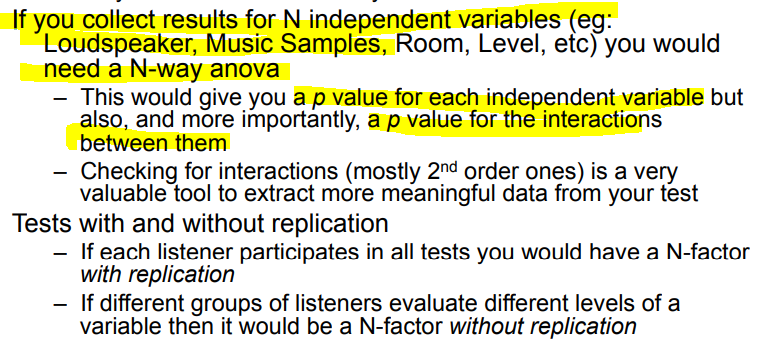 If you collect results for N independent variables (eg:
Loudspeaker, Music Samples, Room, Level, etc) you would
need a N-way anova
– This would give you a p value for each independent variable but
also, and more importantly, a p value for the interactions
between them
– Checking for interactions (mostly 2nd order ones) is a very
valuable tool to extract more meaningful data from your test
Tests with and without replication
– If each listener participates in all tests you would have a N-factor
with replication
– If different groups of listeners evaluate different levels of a
variable then it would be a N-factor without replication